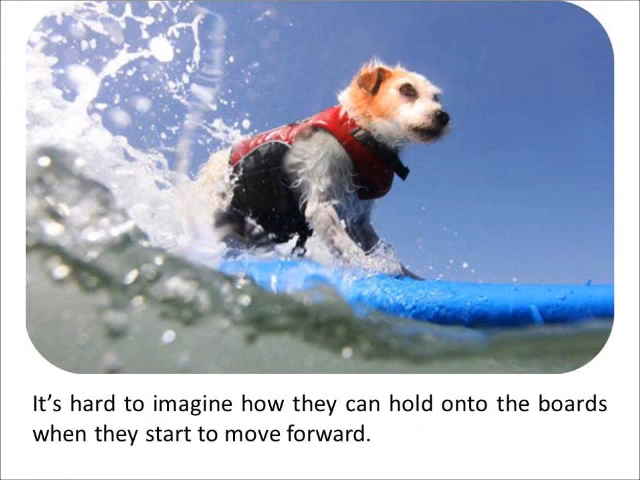 It’s hard to imagine how they can hold onto the boards
when they start to move forward.